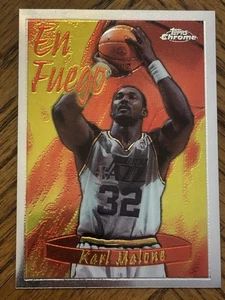 En
Fuego
Topps
Chrome
JAZZ
32
Karl Malone